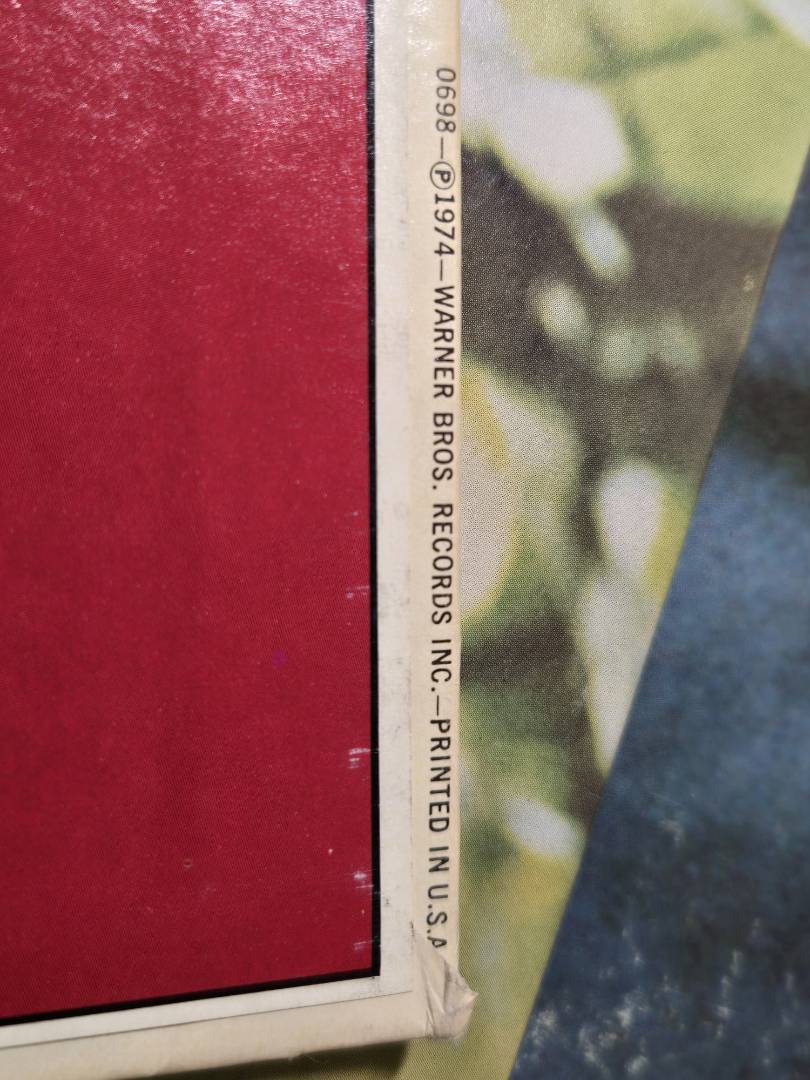 0698—Ⓟ1974—WARNER BROS. RECORDS INC.—PRINTED IN U.S.A